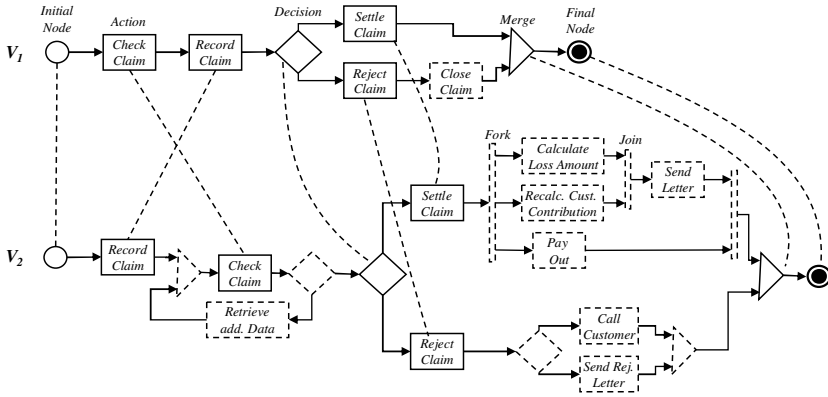 Initial
Node
Action
Decision
Merge
Final
Node
V1
Check
Claim
Record
Claim
Settle
Claim
Reject
Claim
Close
Claim
Fork
Join
Calculate
Loss Amount
Recalc. Cust.
Contribution
Pay
Out
Send
Letter
Settle
Claim
V2
Record
Claim
Check
Claim
Retrieve
add. Data
Reject
Claim
Call
Customer
Send Rej.
Letter